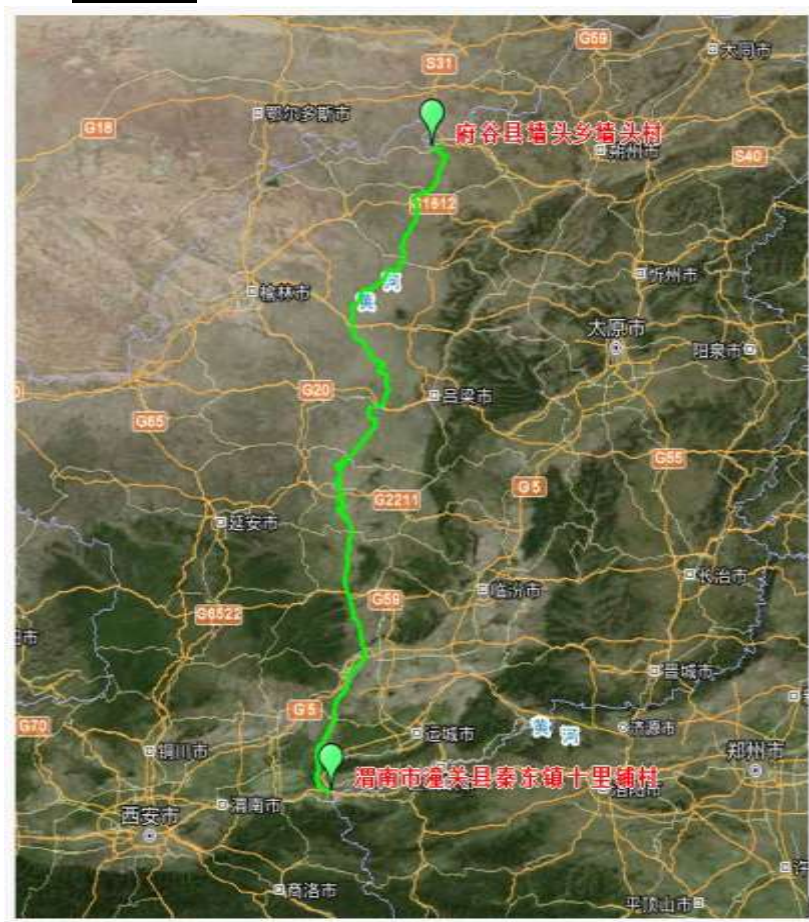 G59
大同市
S31
鄂尔多斯市
G18
府谷县墙头乡墙头村
朔州市
S40
G1812
忻州市
榆林市
黄河
太原市
阳泉市
G20
吕梁市
G65
G55
G5
G2211
延安市
长治市
临汾市
G59
G6522
晋城市
G5
G70
运城市
黄河
济源市
铜川市
郑州市
渭南市潼关县秦东镇十里铺村
洛阳市
渭南市
西安市
商洛市
平顶山市